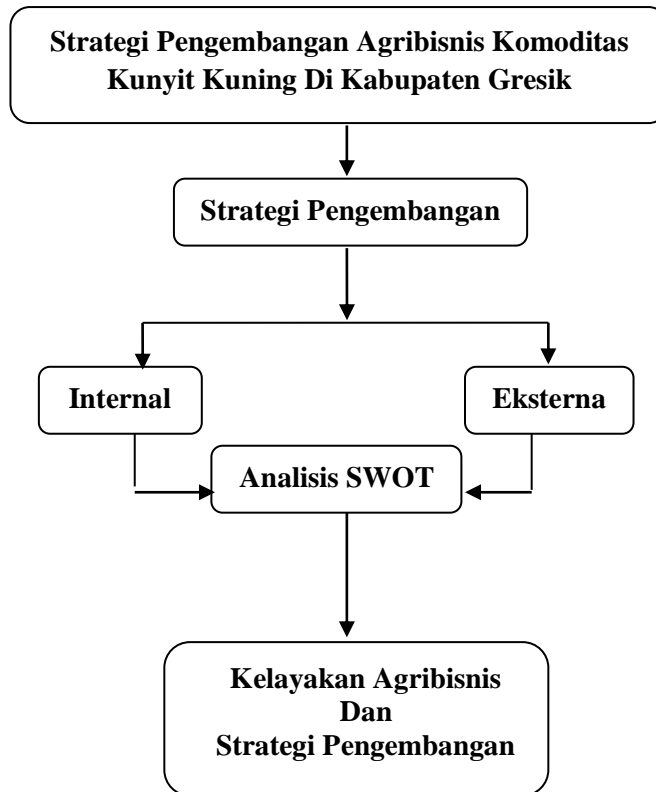 Strategi Pengembangan Agribisnis Komoditas
Kunyit Kuning Di Kabupaten Gresik
Strategi Pengembangan
Internal
Eksterna
Analisis SWOT
Kelayakan Agribisnis
Dan
Strategi Pengembangan